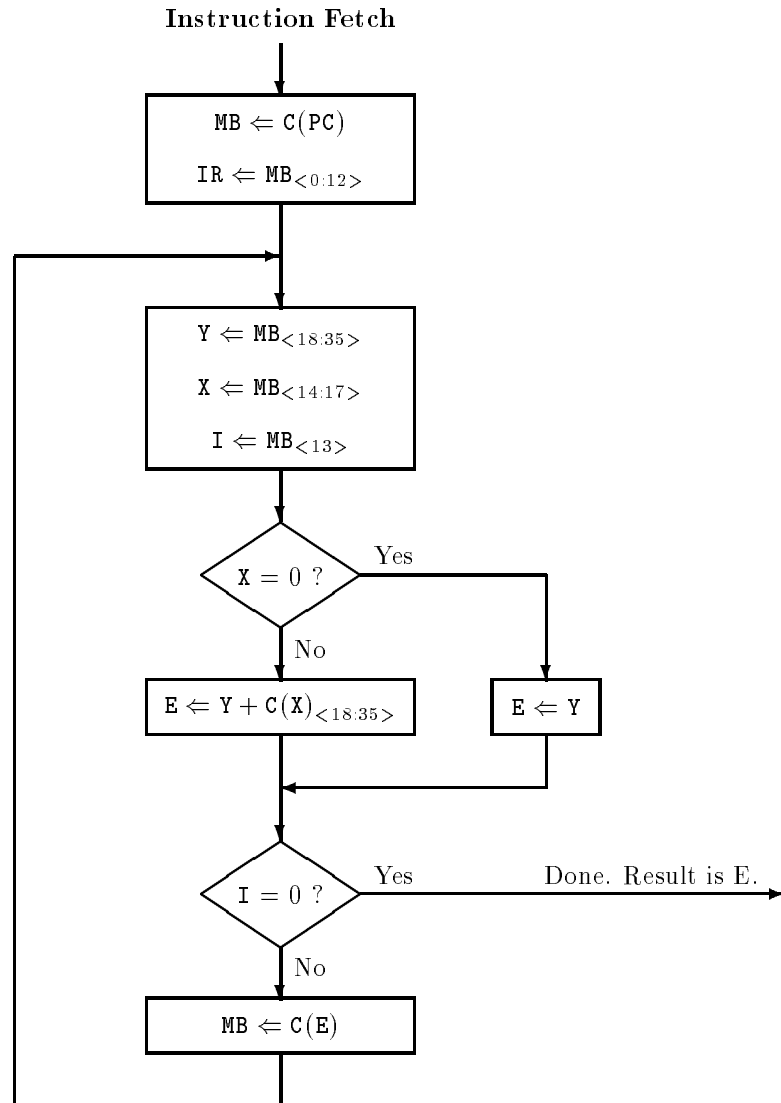 Instruction Fetch
MB ⇐ C(PC)
IR ⇐ MB<0:12>
Y ⇐ MB<18:35>
X ⇐ MB<14:17>
I ⇐ MB<13>
X = 0 ?
Yes
No
E ⇐ Y + C(X)<18:35>
E ⇐ Y
I = 0 ?
Yes
Done. Result is E.
No
MB ⇐ C(E)